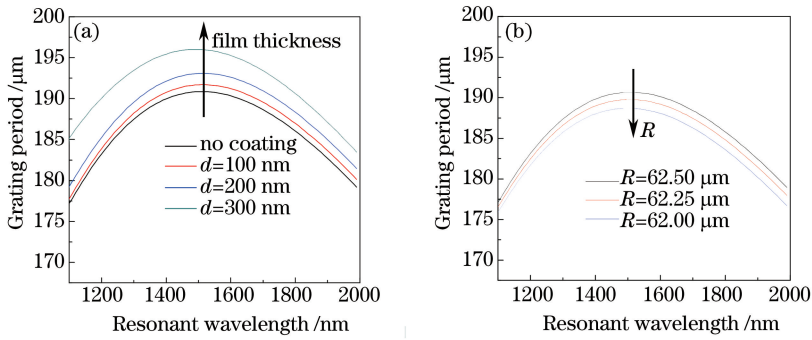 (a)
film thickness
no coating
d=100 nm
d=200 nm
d=300 nm
200
195
190
185
180
175
170
Grating period /μm
1200 1400 1600 1800 2000
Resonant wavelength /nm
(b)
R
R=62.50 μm
R=62.25 μm
R=62.00 μm
200
195
190
185
180
175
170
Grating period /μm
1200 1400 1600 1800 2000
Resonant wavelength /nm